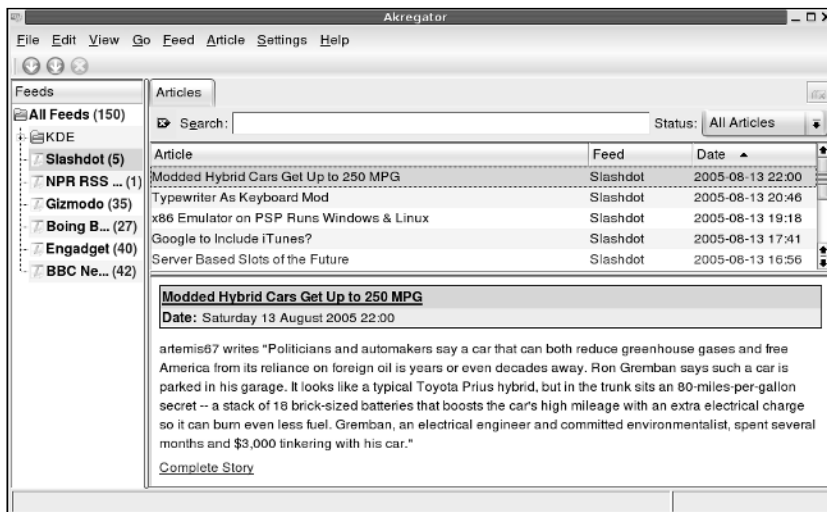 Akregator
File Edit View Go Feed Article Settings Help
Feeds
All Feeds (150)
KDE
Slashdot (5)
NPR RSS ... (1)
Gizmodo (35)
Boing B... (27)
Engadget (40)
BBC Ne... (42)
Articles
Search: Status: All Articles
Article Feed Date
Modded Hybrid Cars Get Up to 250 MPG Slashdot 2005-08-13 22:00
Typewriter As Keyboard Mod Slashdot 2005-08-13 20:46
x86 Emulator on PSP Runs Windows & Linux Slashdot 2005-08-13 19:18
Google to Include iTunes? Slashdot 2005-08-13 17:41
Server Based Slots of the Future Slashdot 2005-08-13 16:56
Modded Hybrid Cars Get Up to 250 MPG
Date: Saturday 13 August 2005 22:00
artemis67 writes "Politicians and automakers say a car that can both reduce greenhouse gases and free
America from its reliance on foreign oil is years or even decades away. Ron Gremban says such a car is
parked in his garage. It looks like a typical Toyota Prius hybrid, but in the trunk sits an 80-miles-per-gallon
secret -- a stack of 18 brick-sized batteries that boosts the car's high mileage with an extra electrical charge
so it can burn even less fuel. Gremban, an electrical engineer and committed environmentalist, spent several
months and $3,000 tinkering with his car."
Complete Story